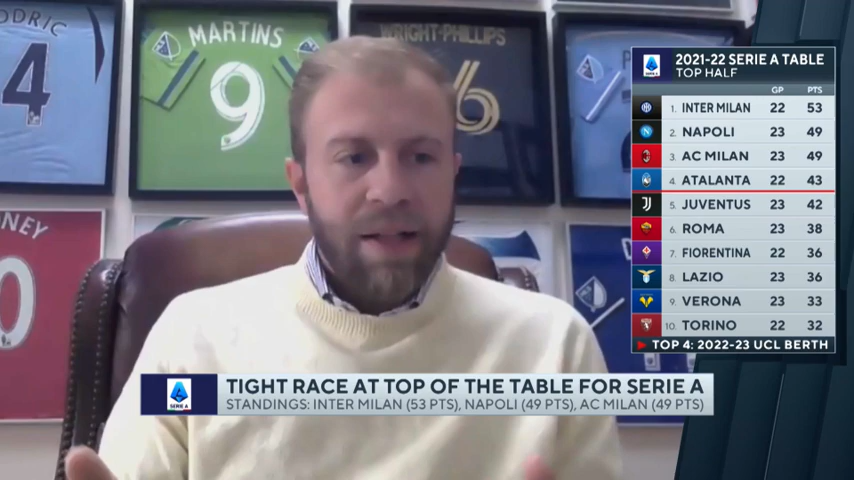 DRIC
4
MARTINS
9
WRIGHT-PHILLIPS
6
NEY
0
2021-22 SERIE A TABLE
TOP HALF
GP PTS
1. INTER MILAN 22 53
2. NAPOLI 23 49
3. AC MILAN 23 49
4. ATALANTA 22 43
5. JUVENTUS 23 42
6. ROMA 23 38
7. FIORENTINA 22 36
8. LAZIO 23 36
9. VERONA 23 33
10. TORINO 22 32
TOP 4: 2022-23 UCL BERTH
SERIE A
TIGHT RACE AT TOP OF THE TABLE FOR SERIE A
STANDINGS: INTER MILAN (53 PTS), NAPOLI (49 PTS), AC MILAN (49 PTS)